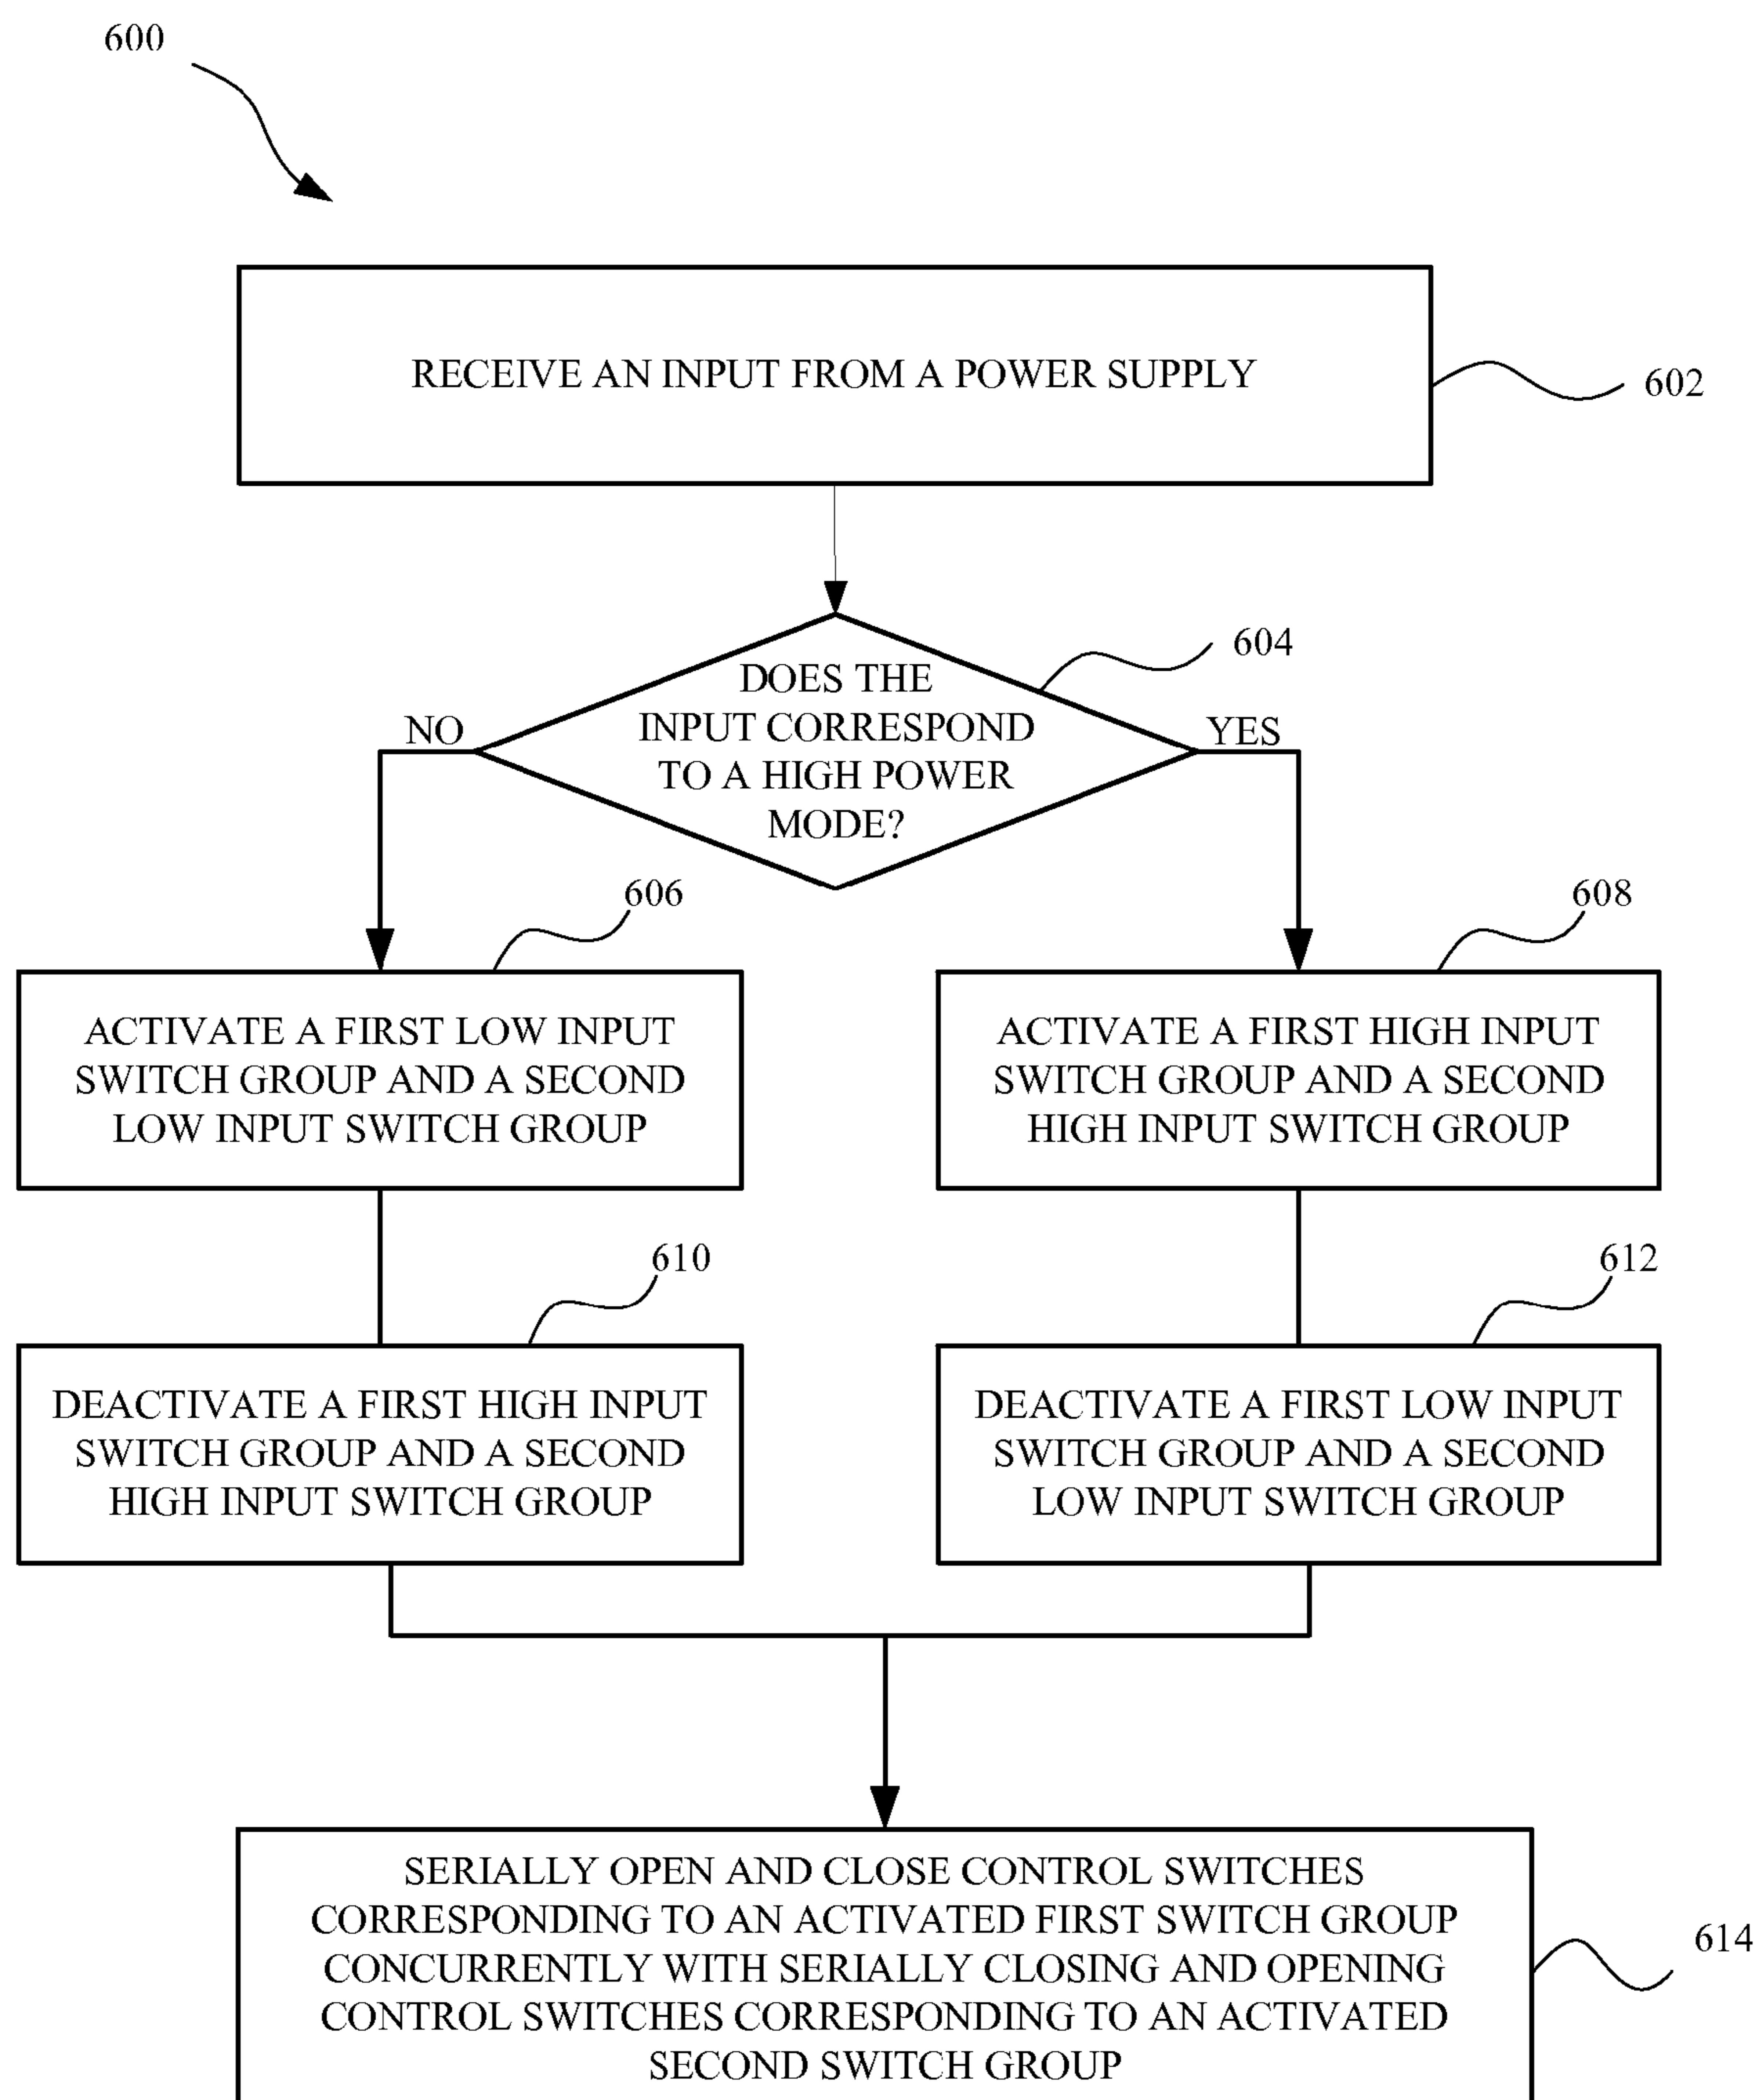 600
RECEIVE AN INPUT FROM A POWER SUPPLY
602
604
DOES THE
INPUT CORRESPOND
TO A HIGH POWER
MODE?
NO
YES
606
608
ACTIVATE A FIRST LOW INPUT
SWITCH GROUP AND A SECOND
LOW INPUT SWITCH GROUP
ACTIVATE A FIRST HIGH INPUT
SWITCH GROUP AND A SECOND
HIGH INPUT SWITCH GROUP
610
612
DEACTIVATE A FIRST HIGH INPUT
SWITCH GROUP AND A SECOND
HIGH INPUT SWITCH GROUP
DEACTIVATE A FIRST LOW INPUT
SWITCH GROUP AND A SECOND
LOW INPUT SWITCH GROUP
SERIALLY OPEN AND CLOSE CONTROL SWITCHES
CORRESPONDING TO AN ACTIVATED FIRST SWITCH GROUP
CONCURRENTLY WITH SERIALLY CLOSING AND OPENING
CONTROL SWITCHES CORRESPONDING TO AN ACTIVATED
SECOND SWITCH GROUP
614